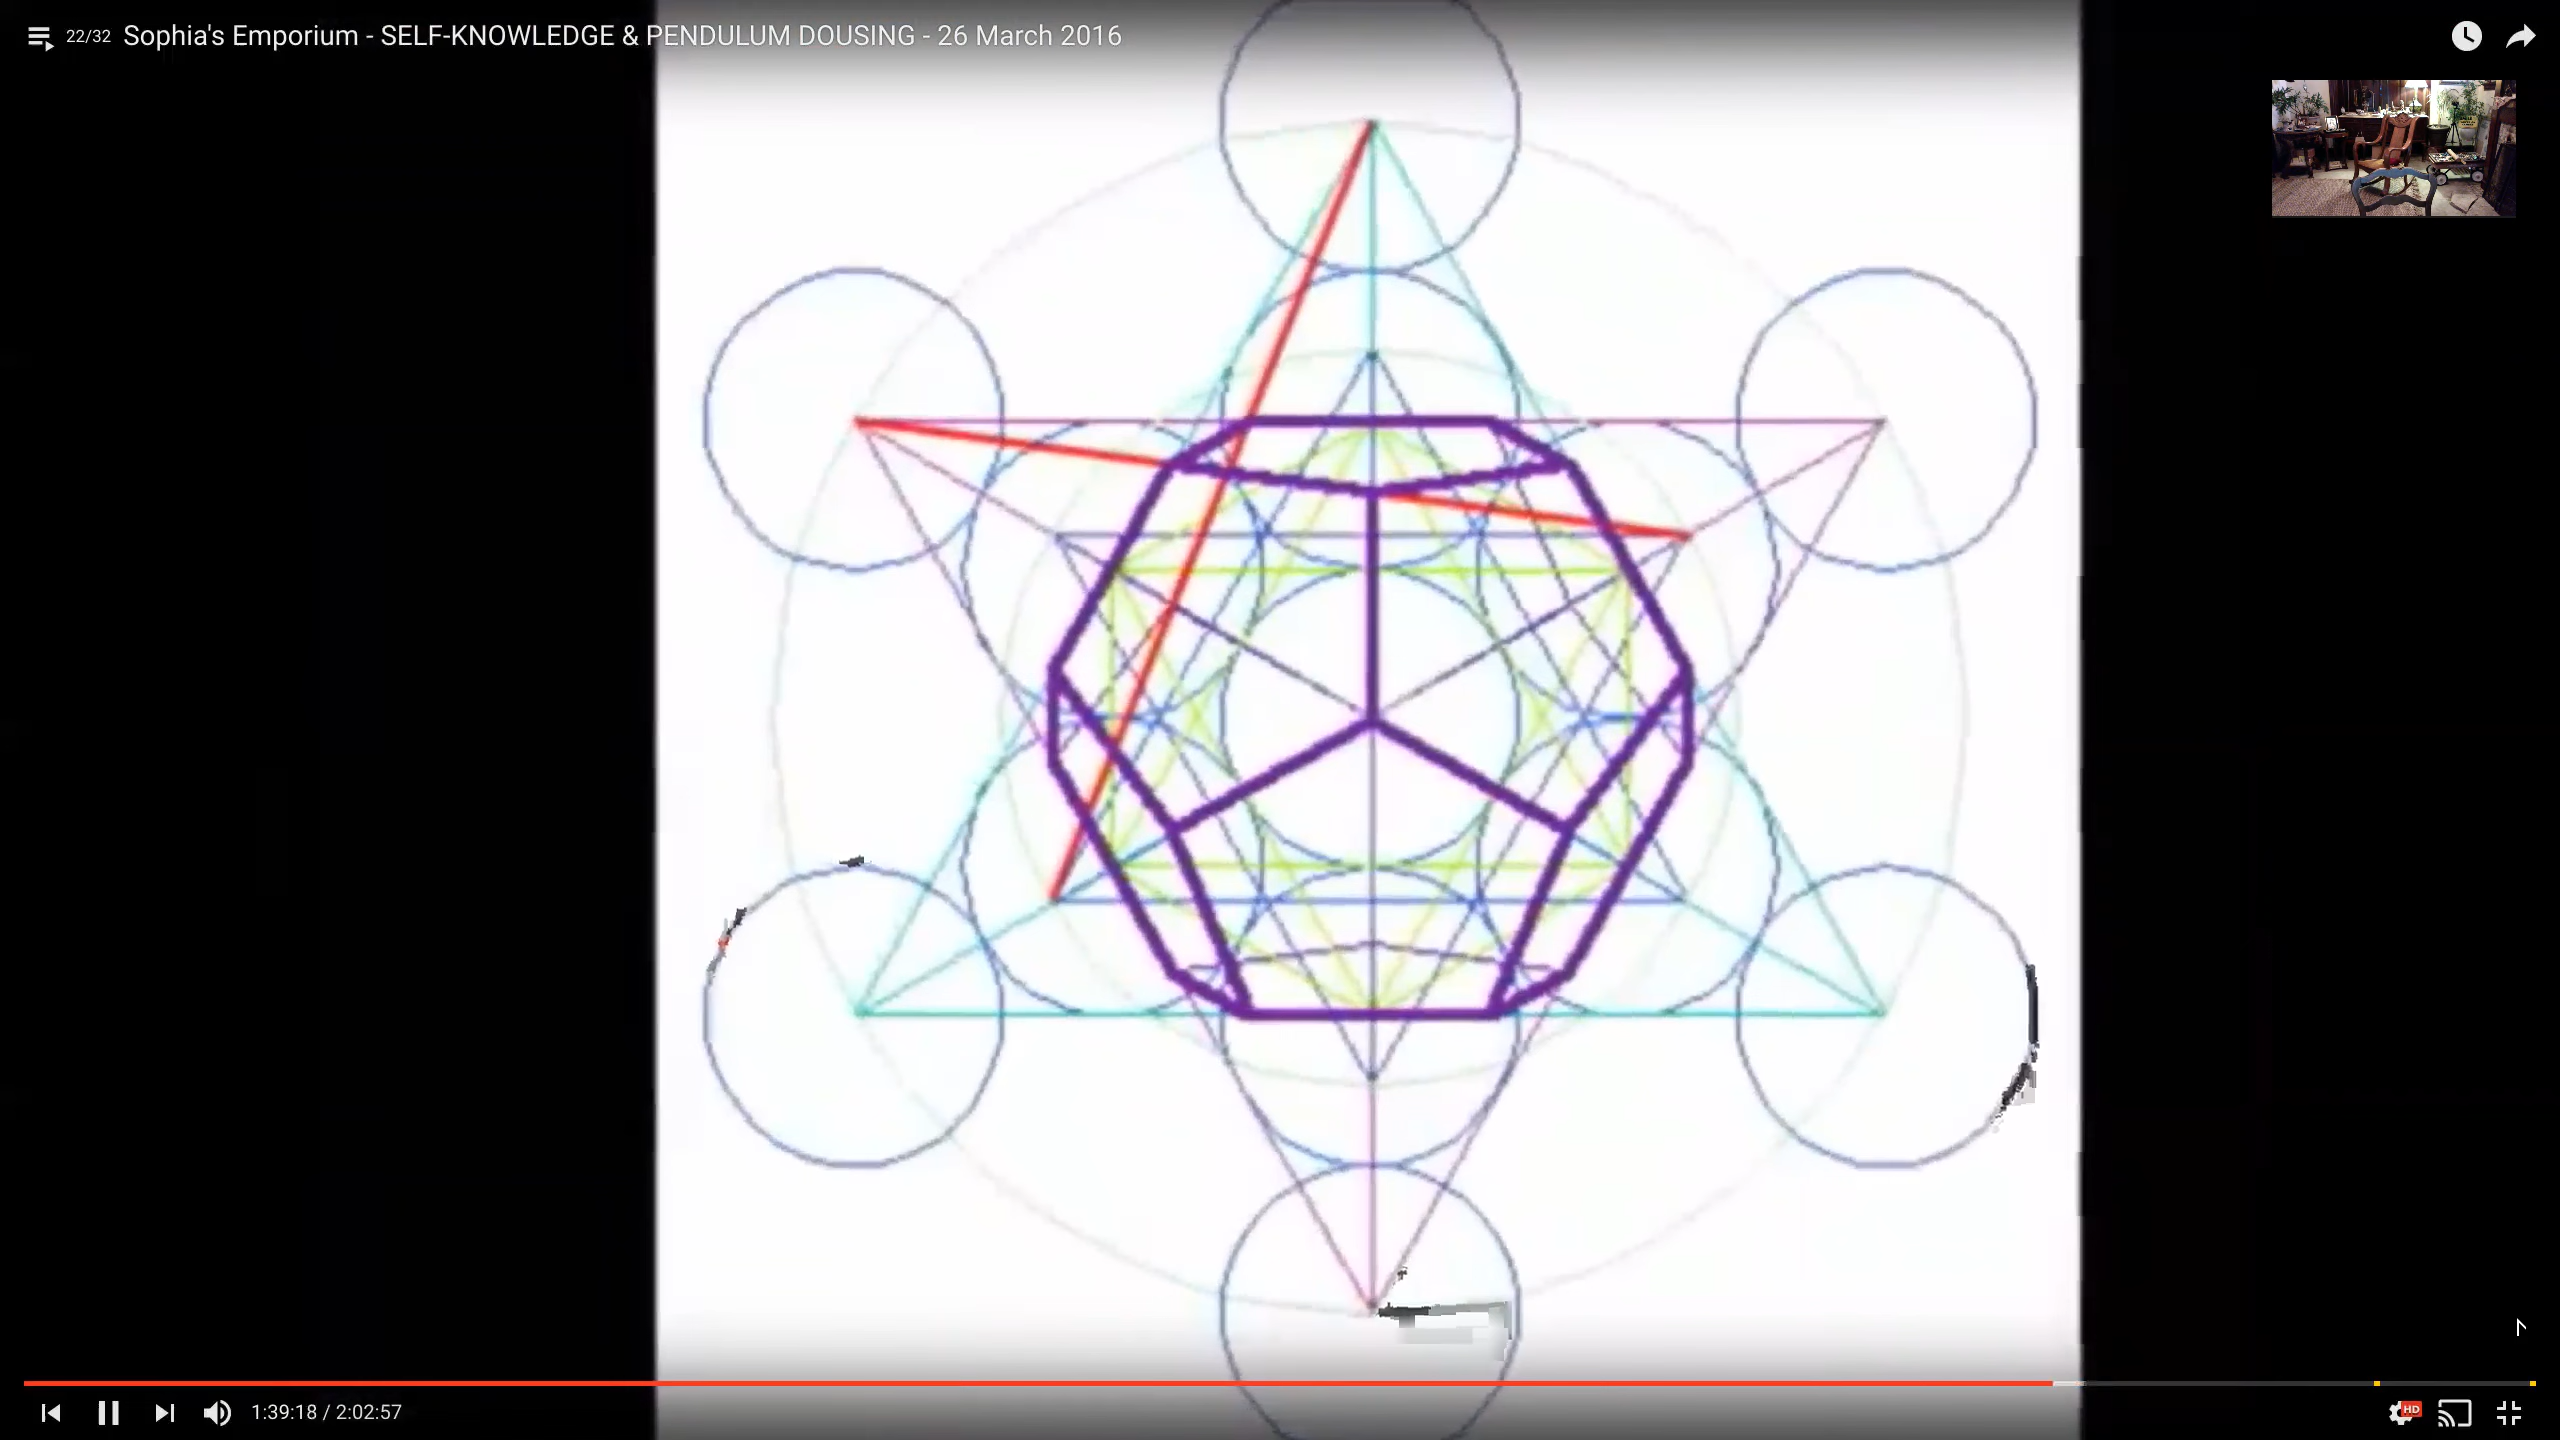 22/32 Sophia's Emporium - SELF-KNOWLEDGE & PENDULUM DOUSING - 26 March 2016
1:39:18 / 2:02:57
HD